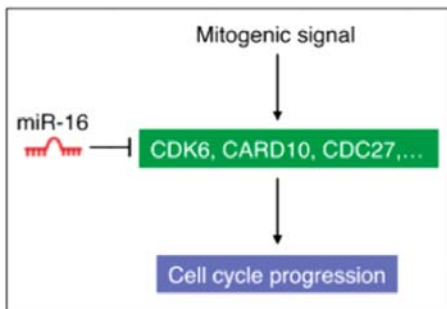 Mitogenic signal
miR-16
CDK6, CARD10, CDC27,...
Cell cycle progression